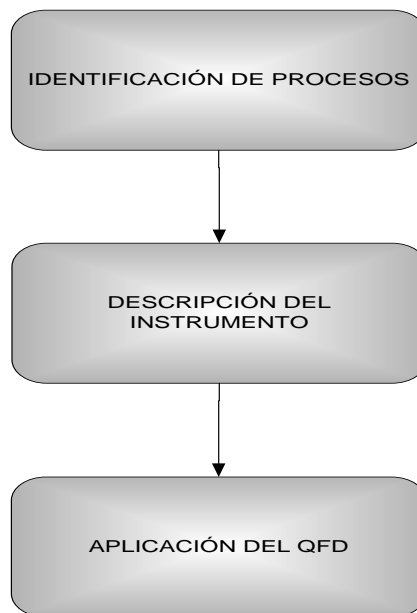 IDENTIFICACIÓN DE PROCESOS
DESCRIPCIÓN DEL
INSTRUMENTO
APLICACIÓN DEL QFD